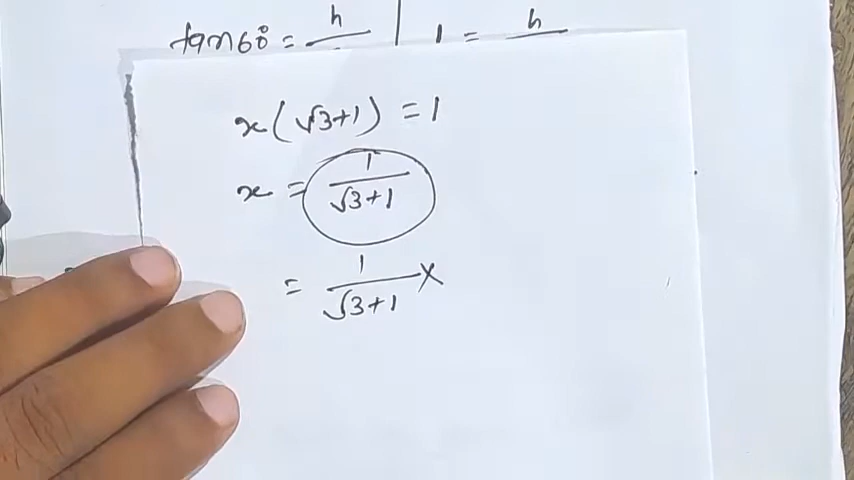 tan60° = h | 1 = h
x(√3+1) = 1
x = 1/√3+1
= 1/√3+1 ×